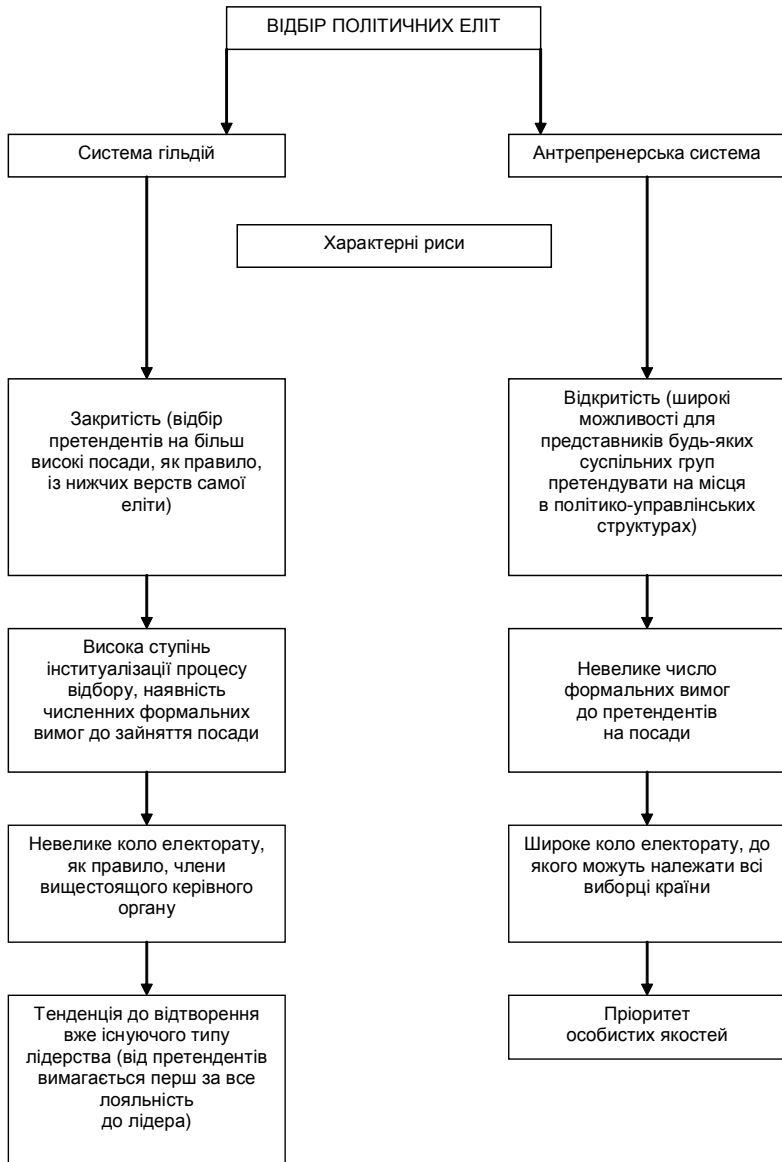 ВІДБІР ПОЛІТИЧНИХ ЕЛІТ
Система гільдій
Антрепренерська система
Характерні риси
Закритість (відбір
претендентів на більш
високі посади, як правило,
із нижчих верств самої
еліти)
Відкритість (широкі
можливості для
представників будь-яких
суспільних груп
претендувати на місця
в політико-управлінських
структурах)
Висока ступінь
інституалізації процесу
відбору, наявність
численних формальних
вимог до зайняття посади
Невелике число
формальних вимог
до претендентів
на посади
Невелике коло електорату,
як правило, члени
вищестоящого керівного
органу
Широке коло електорату, до
якого можуть належати всі
виборці країни
Тенденція до відтворення
вже існуючого типу
лідерства (від претендентів
вимагається перш за все
лояльність
до лідера)
Пріоритет
особистих якостей